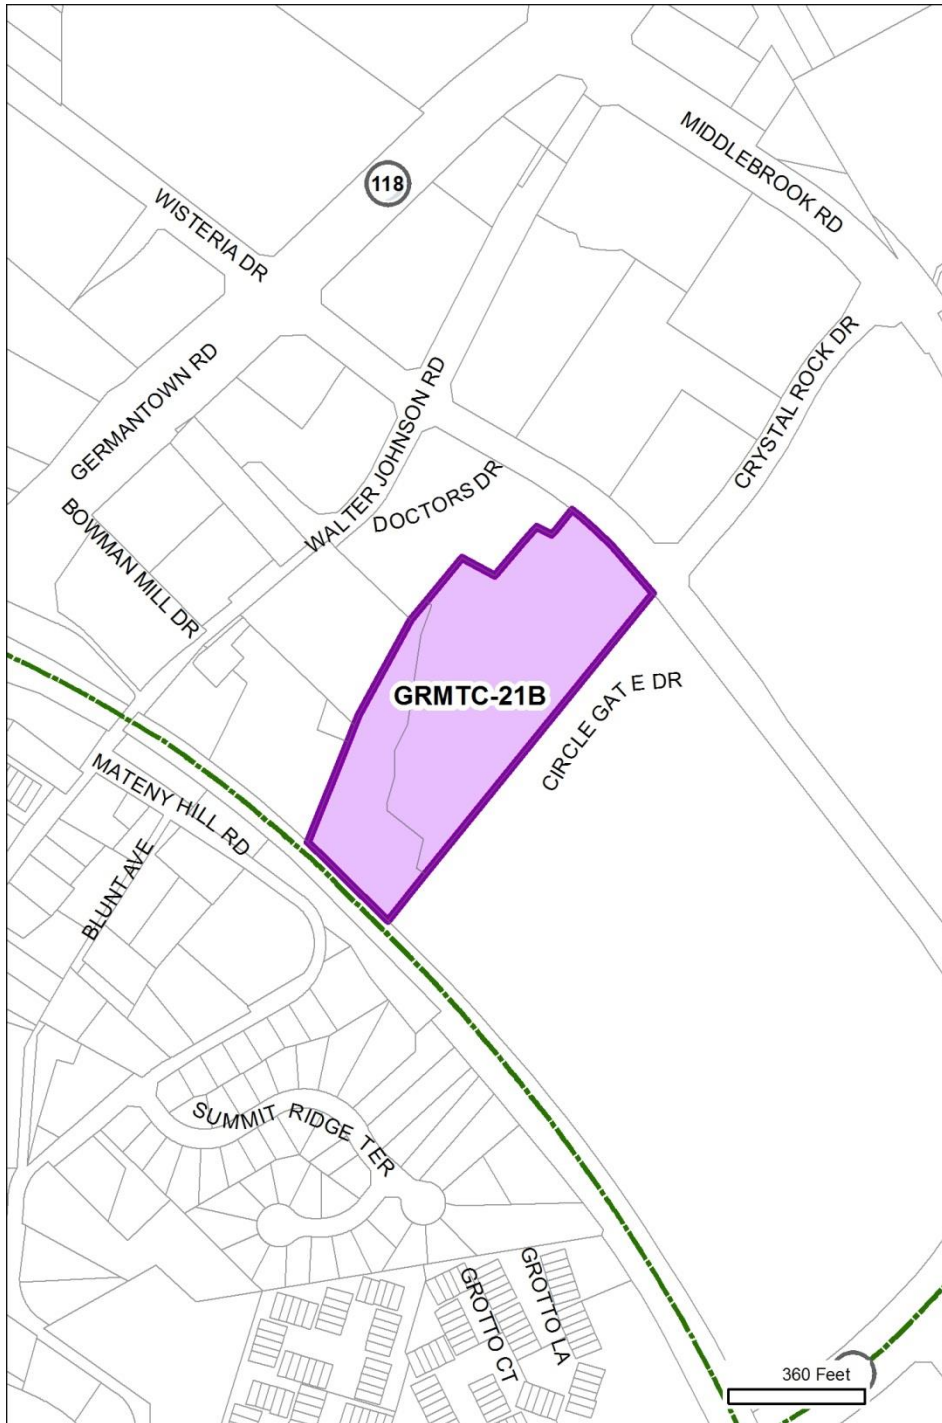 MIDDLEBROOK RD
118
WISTERIA DR
CRYSTAL ROCK DR
GERMANTOWN RD
WALTER JOHNSON RD
DOCTORS DR
BOWMAN MILL DR
GRMTC-21B
CIRCLE GATE DR
MATENY HILL RD
BLUNT AVE
SUMMIT RIDGE TER
GROTTO LA
GROTTO CT
360 Feet